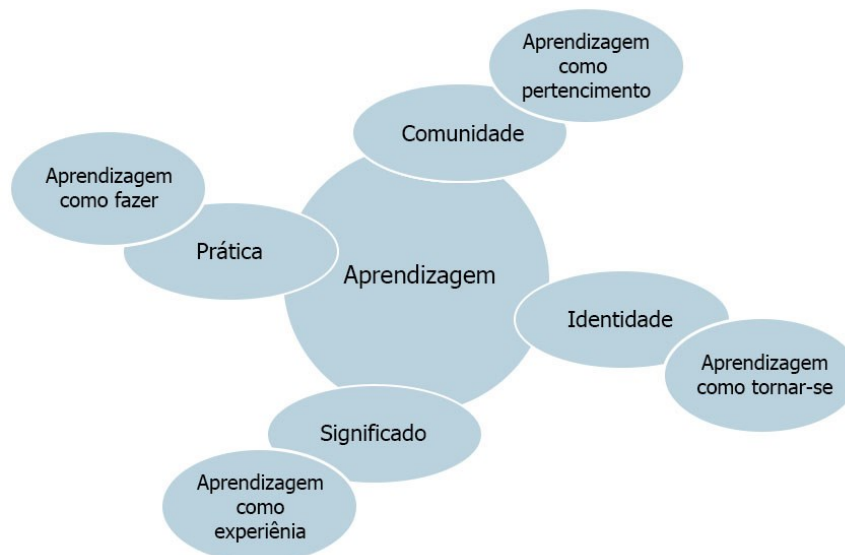 Aprendizagem
como
pertencimento
Comunidade
Aprendizagem
como fazer
Prática
Aprendizagem
Identidade
Aprendizagem
como tornar-se
Significado
Aprendizagem
como
experiênia